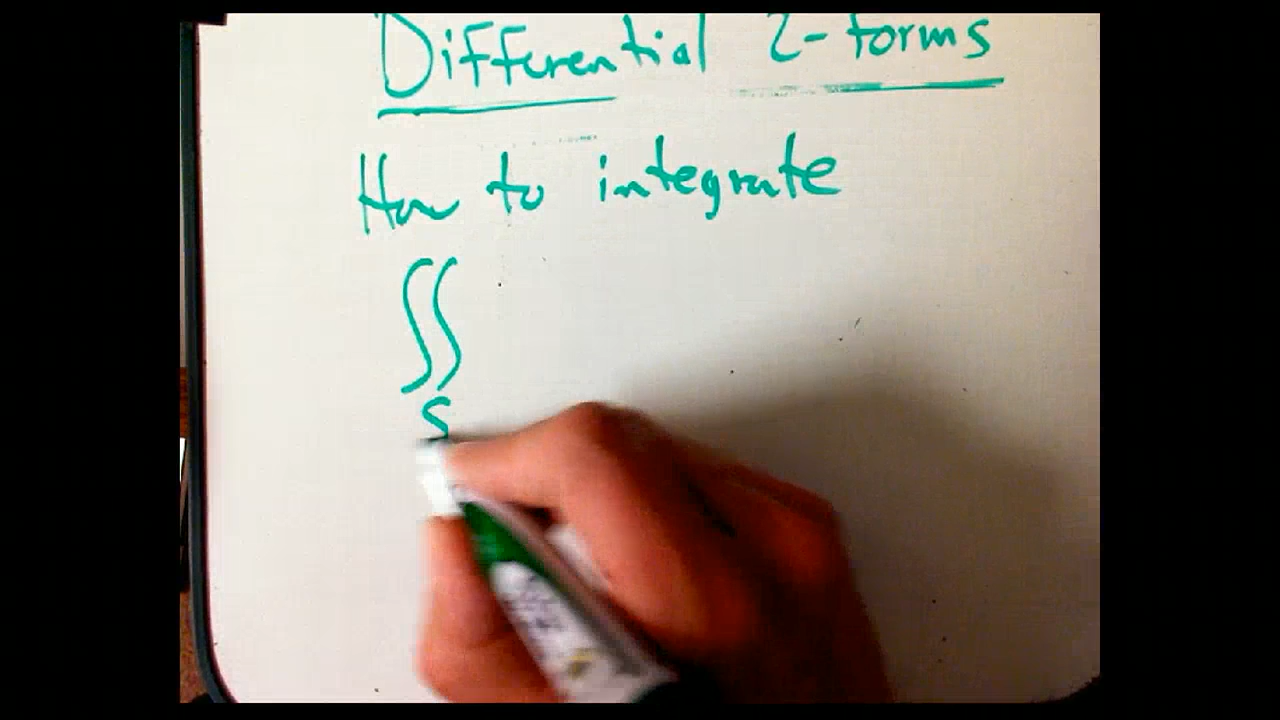 Differential 2-forms
How to integrate
∬
S